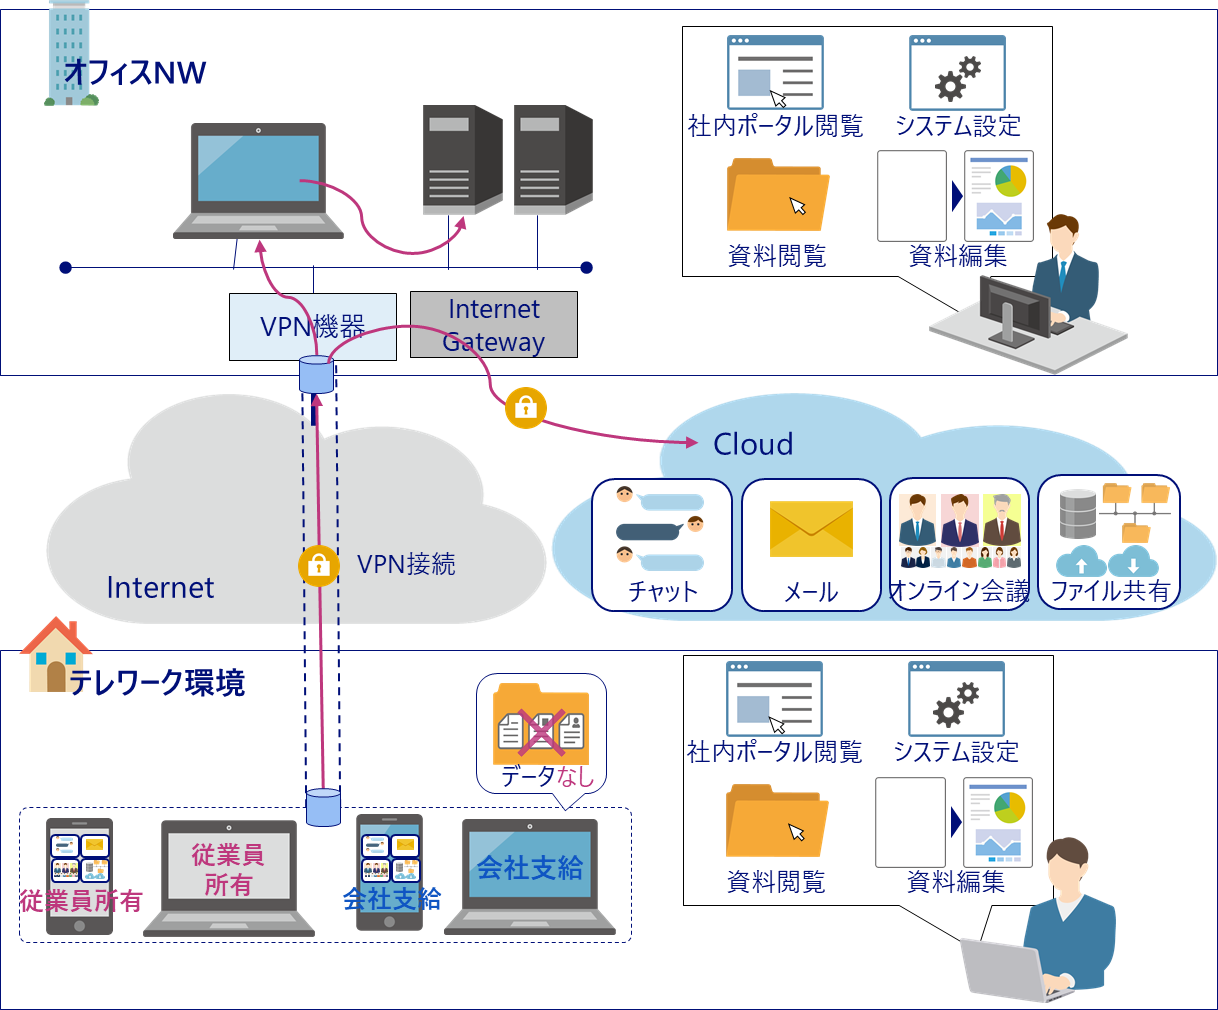 オフィスNW
社内ポータル閲覧
システム設定
資料閲覧
資料編集
VPN機器
Internet
Gateway
Cloud
チャット
メール
オンライン会議
ファイル共有
Internet
VPN接続
テレワーク環境
データなし
従業員所有
従業員
所有
会社支給
会社支給
社内ポータル閲覧
システム設定
資料閲覧
資料編集